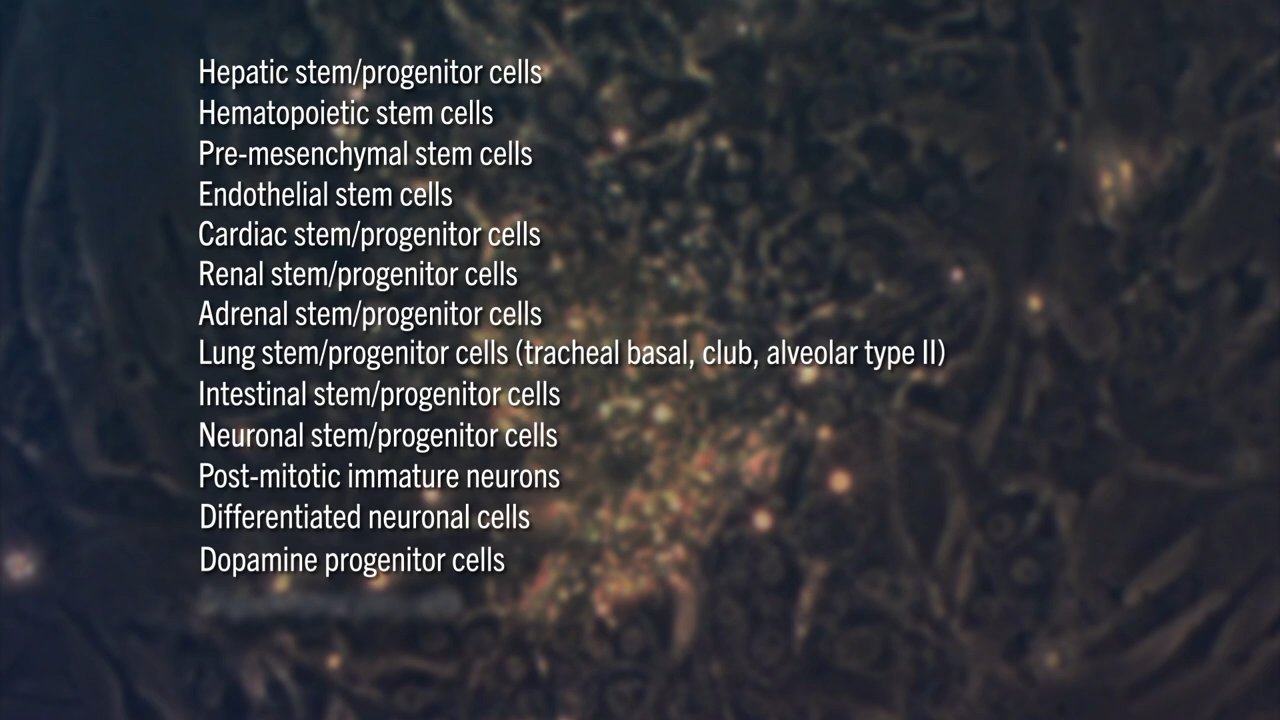 Hepatic stem/progenitor cells
Hematopoietic stem cells
Pre-mesenchymal stem cells
Endothelial stem cells
Cardiac stem/progenitor cells
Renal stem/progenitor cells
Adrenal stem/progenitor cells
Lung stem/progenitor cells (tracheal basal, club, alveolar type II)
Intestinal stem/progenitor cells
Neuronal stem/progenitor cells
Post-mitotic immature neurons
Differentiated neuronal cells
Dopamine progenitor cells